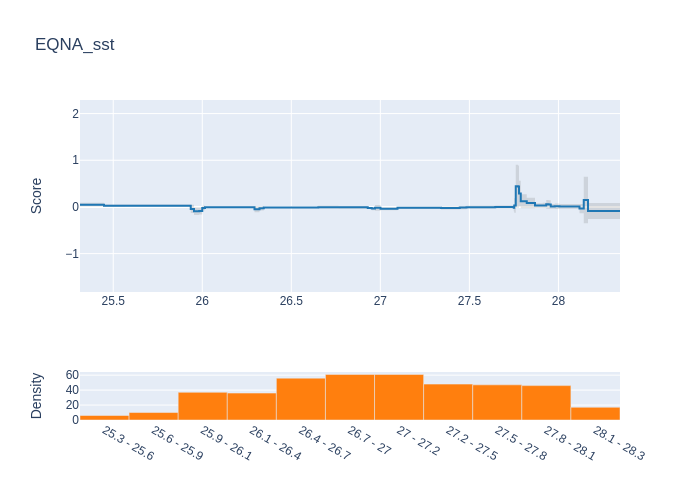 EQNA_sst
2
1
0
−1
Score
25.5 26 26.5 27 27.5 28
60
40
20
0
Density
25.3 - 25.6
25.6 - 25.9
25.9 - 26.1
26.1 - 26.4
26.4 - 26.7
26.7 - 27
27 - 27.2
27.2 - 27.5
27.5 - 27.8
27.8 - 28.1
28.1 - 28.3